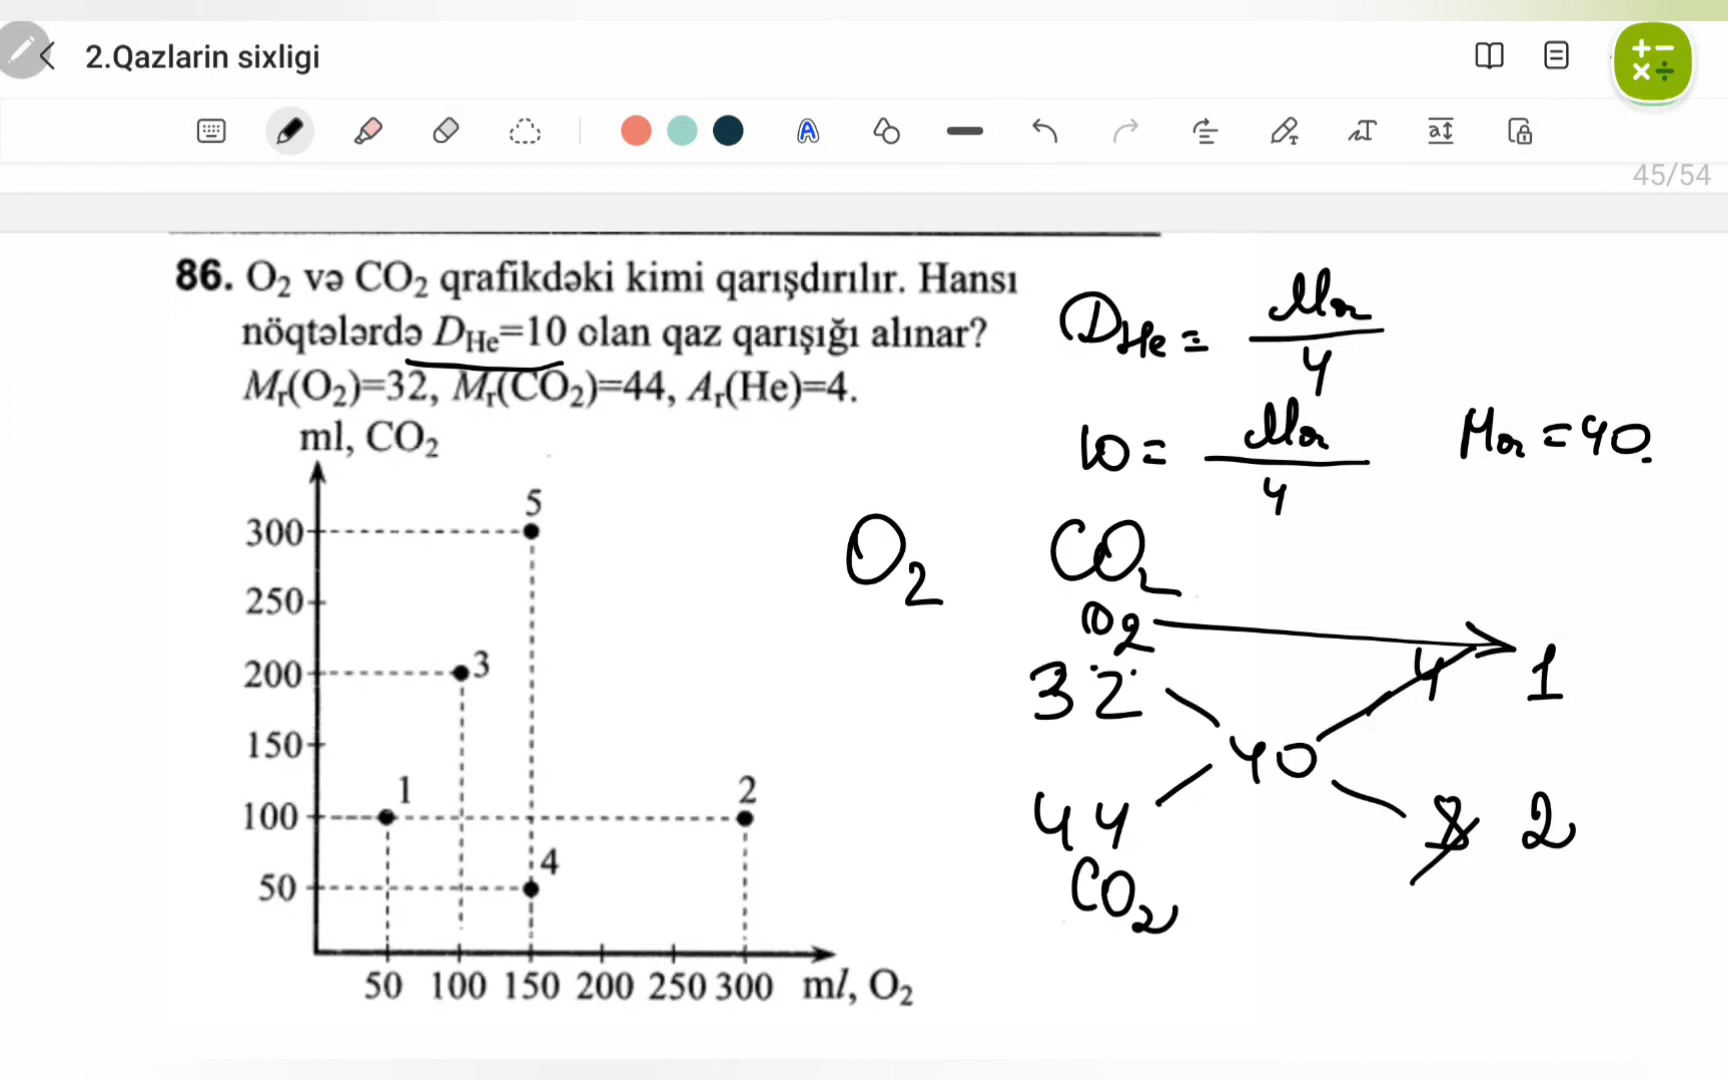 2.Qazlarin sixligi
45/54
86. O₂ və CO₂ qrafikdəki kimi qarışdırılır. Hansı
nöqtələrdə D_He=10 olan qaz qarışığı alınar?
M_r(O₂)=32, M_r(CO₂)=44, A_r(He)=4.
ml, CO₂
300
250
200
150
100
50
5
3
1
2
4
50 100 150 200 250 300 ml, O₂
D_He = Mr / 4
10 = Mr / 4
Mr = 40.
O₂ CO₂
O₂
32 4 1
40
44 8 2
CO₂